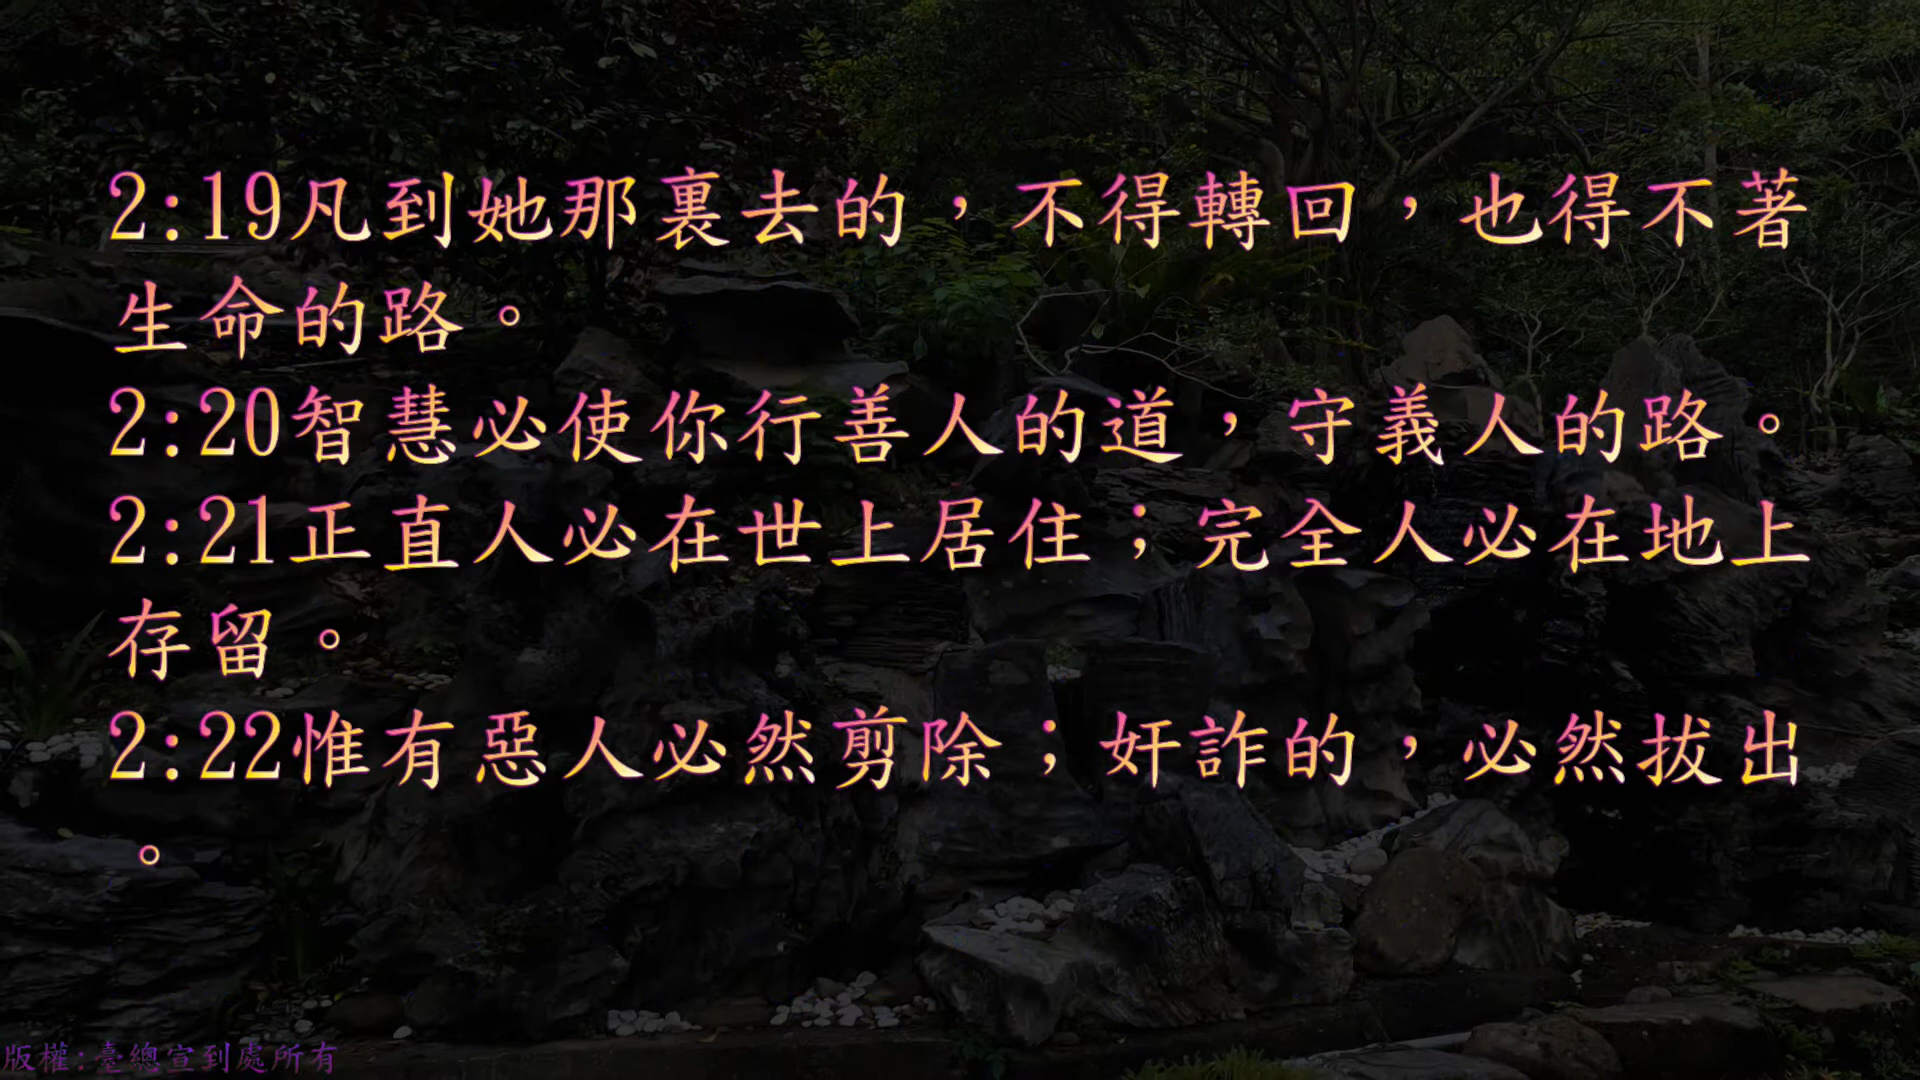 2:19凡到她那裏去的，不得轉回，也得不著
生命的路。
2:20智慧必使你行善人的道，守義人的路。
2:21正直人必在世上居住；完全人必在地上
存留。
2:22惟有惡人必然剪除；奸詐的，必然拔出
。
版權:臺總宣到處所有